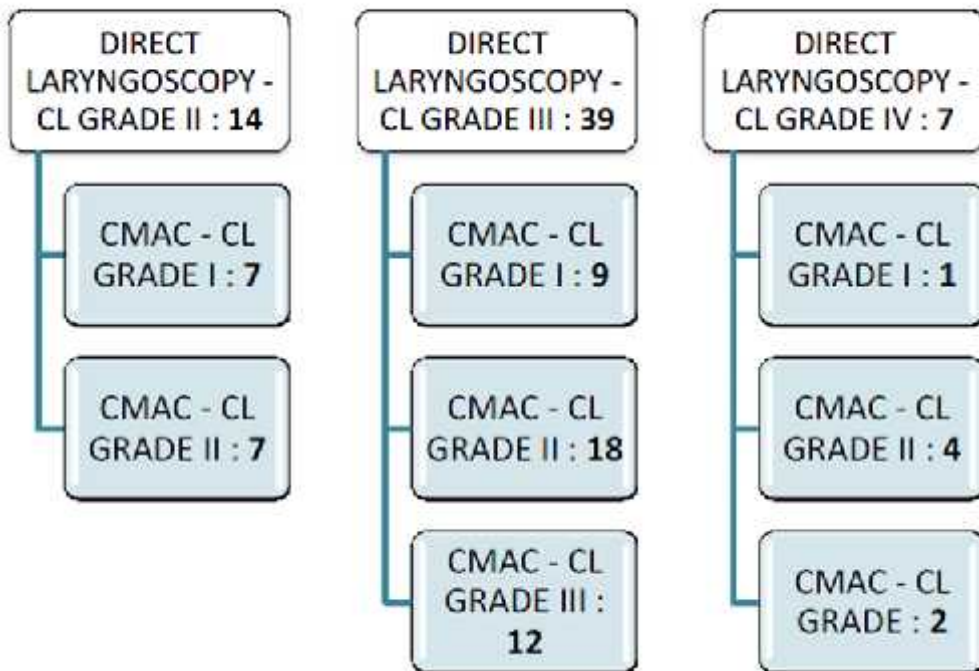 DIRECT
LARYNGOSCOPY -
CL GRADE II : 14
CMAC - CL
GRADE I : 7
CMAC - CL
GRADE II : 7
DIRECT
LARYNGOSCOPY -
CL GRADE III : 39
CMAC - CL
GRADE I : 9
CMAC - CL
GRADE II : 18
CMAC - CL
GRADE III :
12
DIRECT
LARYNGOSCOPY -
CL GRADE IV : 7
CMAC - CL
GRADE I : 1
CMAC - CL
GRADE II : 4
CMAC - CL
GRADE : 2